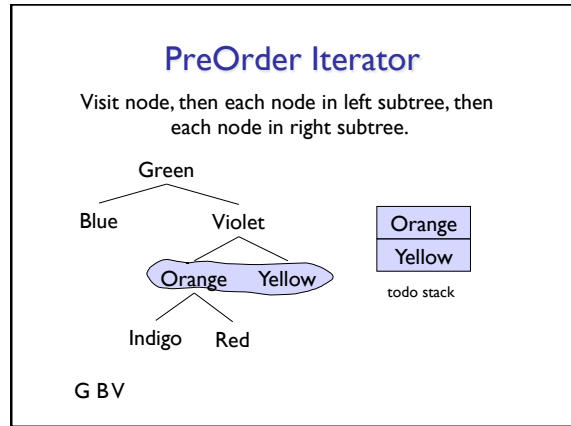 PreOrder Iterator
Visit node, then each node in left subtree, then
each node in right subtree.
Green
Blue
Violet
Orange
Yellow
Indigo
Red
Orange
Yellow
todo stack
G B V